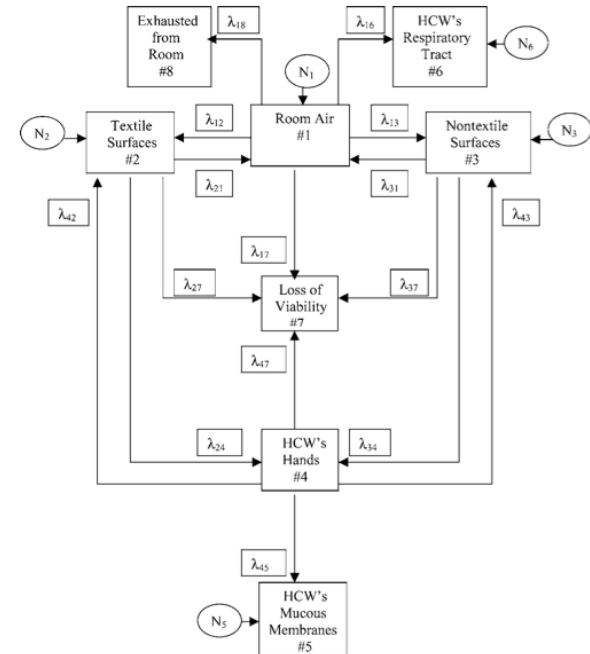 Exhausted
from
Room
#8
λ18
λ16
HCW's
Respiratory
Tract
#6
N6
N1
N2
Textile
Surfaces
#2
λ12
Room Air
#1
λ13
Nontextile
Surfaces
#3
N3
λ21
λ31
λ42
λ43
λ17
λ27
Loss of
Viability
#7
λ37
λ47
λ24
HCW's
Hands
#4
λ34
λ45
N5
HCW's
Mucous
Membranes
#5